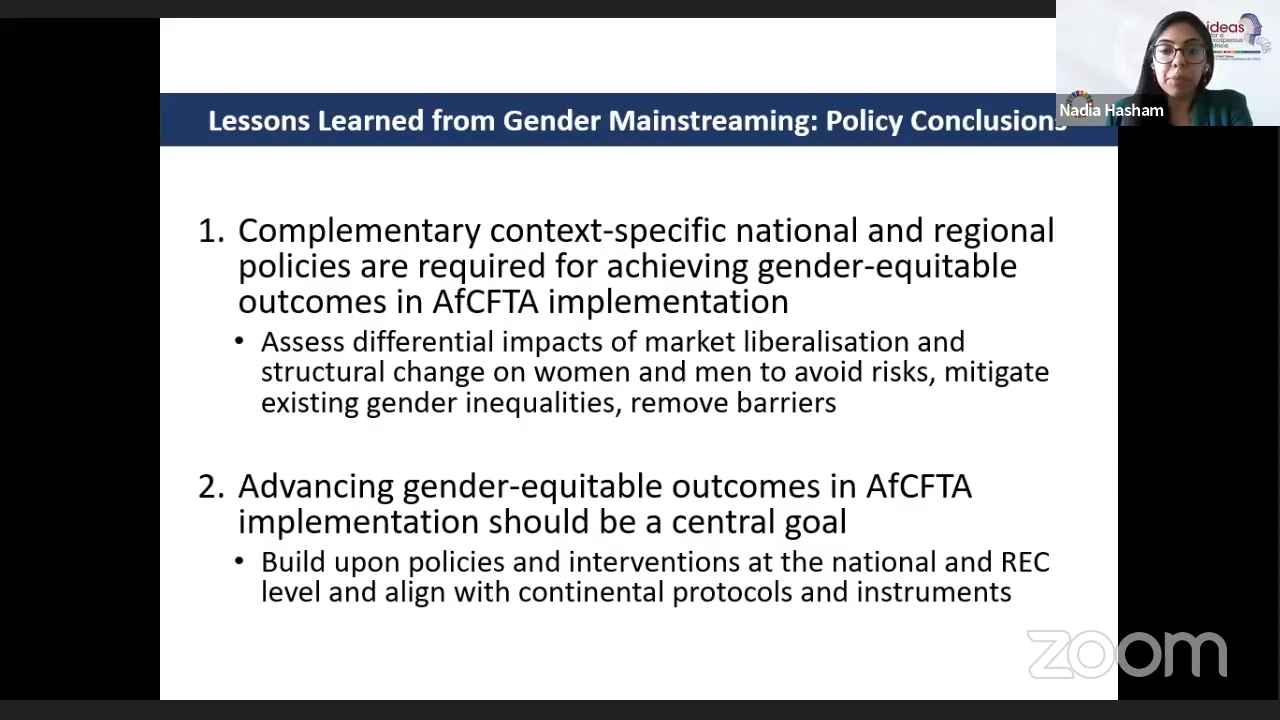 ideas
for a
prosperous
Nadia Hasham
Lessons Learned from Gender Mainstreaming: Policy Conclusions
1. Complementary context-specific national and regional
policies are required for achieving gender-equitable
outcomes in AfCFTA implementation
• Assess differential impacts of market liberalisation and
structural change on women and men to avoid risks, mitigate
existing gender inequalities, remove barriers
2. Advancing gender-equitable outcomes in AfCFTA
implementation should be a central goal
• Build upon policies and interventions at the national and REC
level and align with continental protocols and instruments
zoom